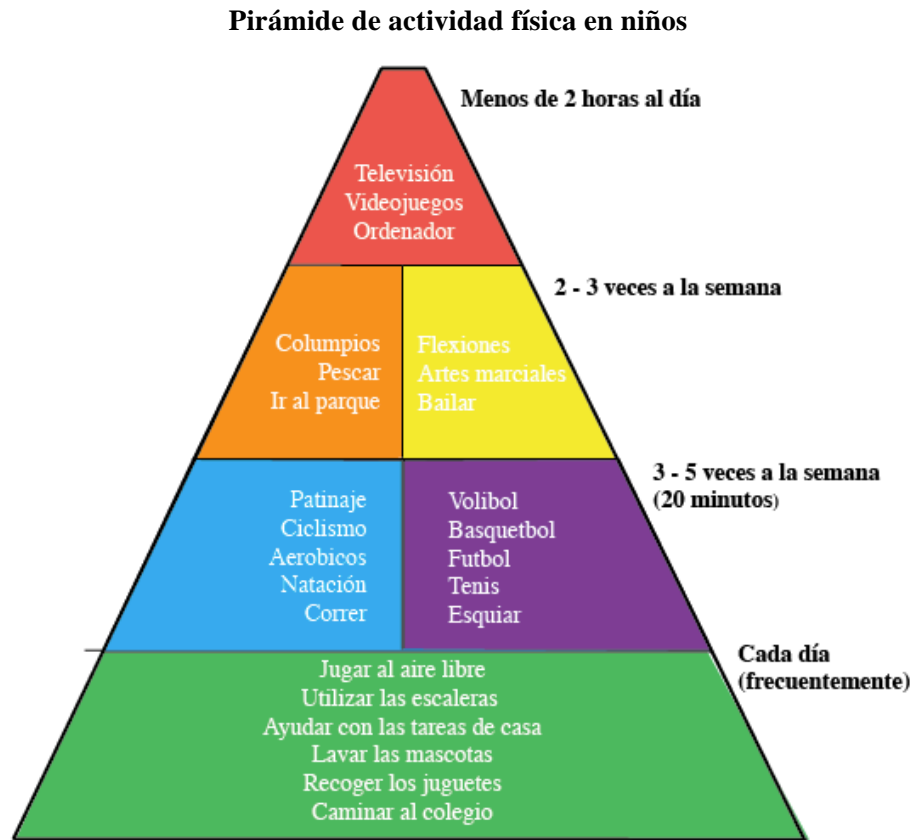 Pirámide de actividad física en niños
Menos de 2 horas al día
Televisión
Videojuegos
Ordenador
2 - 3 veces a la semana
Columpios
Pescar
Ir al parque
Flexiones
Artes marciales
Bailar
3 - 5 veces a la semana
(20 minutos)
Patinaje
Ciclismo
Aerobicos
Natación
Correr
Volibol
Basquetbol
Futbol
Tenis
Esquiar
Cada día
(frecuentemente)
Jugar al aire libre
Utilizar las escaleras
Ayudar con las tareas de casa
Lavar las mascotas
Recoger los juguetes
Caminar al colegio